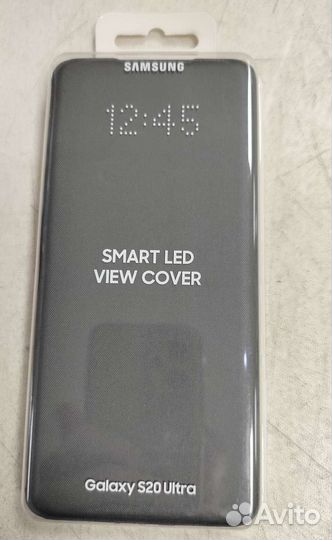 SAMSUNG
12:45
SMART LED
VIEW COVER
Galaxy S20 Ultra
Avito